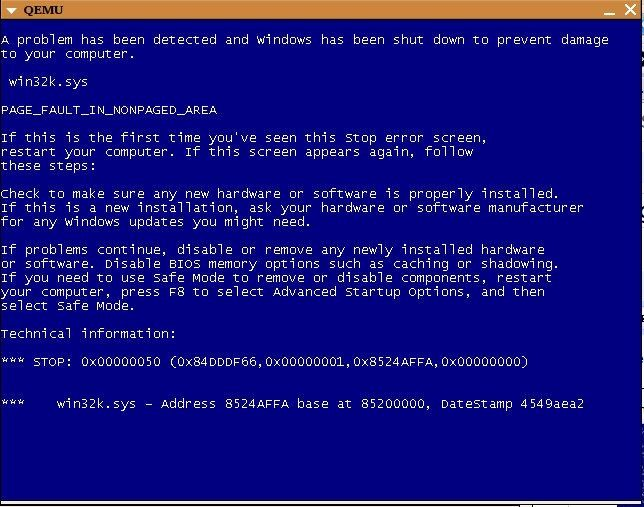 QEMU
A problem has been detected and Windows has been shut down to prevent damage
to your computer.
win32k.sys
PAGE_FAULT_IN_NONPAGED_AREA
If this is the first time you've seen this Stop error screen,
restart your computer. If this screen appears again, follow
these steps:
Check to make sure any new hardware or software is properly installed.
If this is a new installation, ask your hardware or software manufacturer
for any Windows updates you might need.
If problems continue, disable or remove any newly installed hardware
or software. Disable BIOS memory options such as caching or shadowing.
If you need to use Safe Mode to remove or disable components, restart
your computer, press F8 to select Advanced Startup Options, and then
select Safe Mode.
Technical information:
*** STOP: 0x00000050 (0x84DDDF66,0x00000001,0x8524AFFA,0x00000000)
*** win32k.sys - Address 8524AFFA base at 85200000, DateStamp 4549aea2